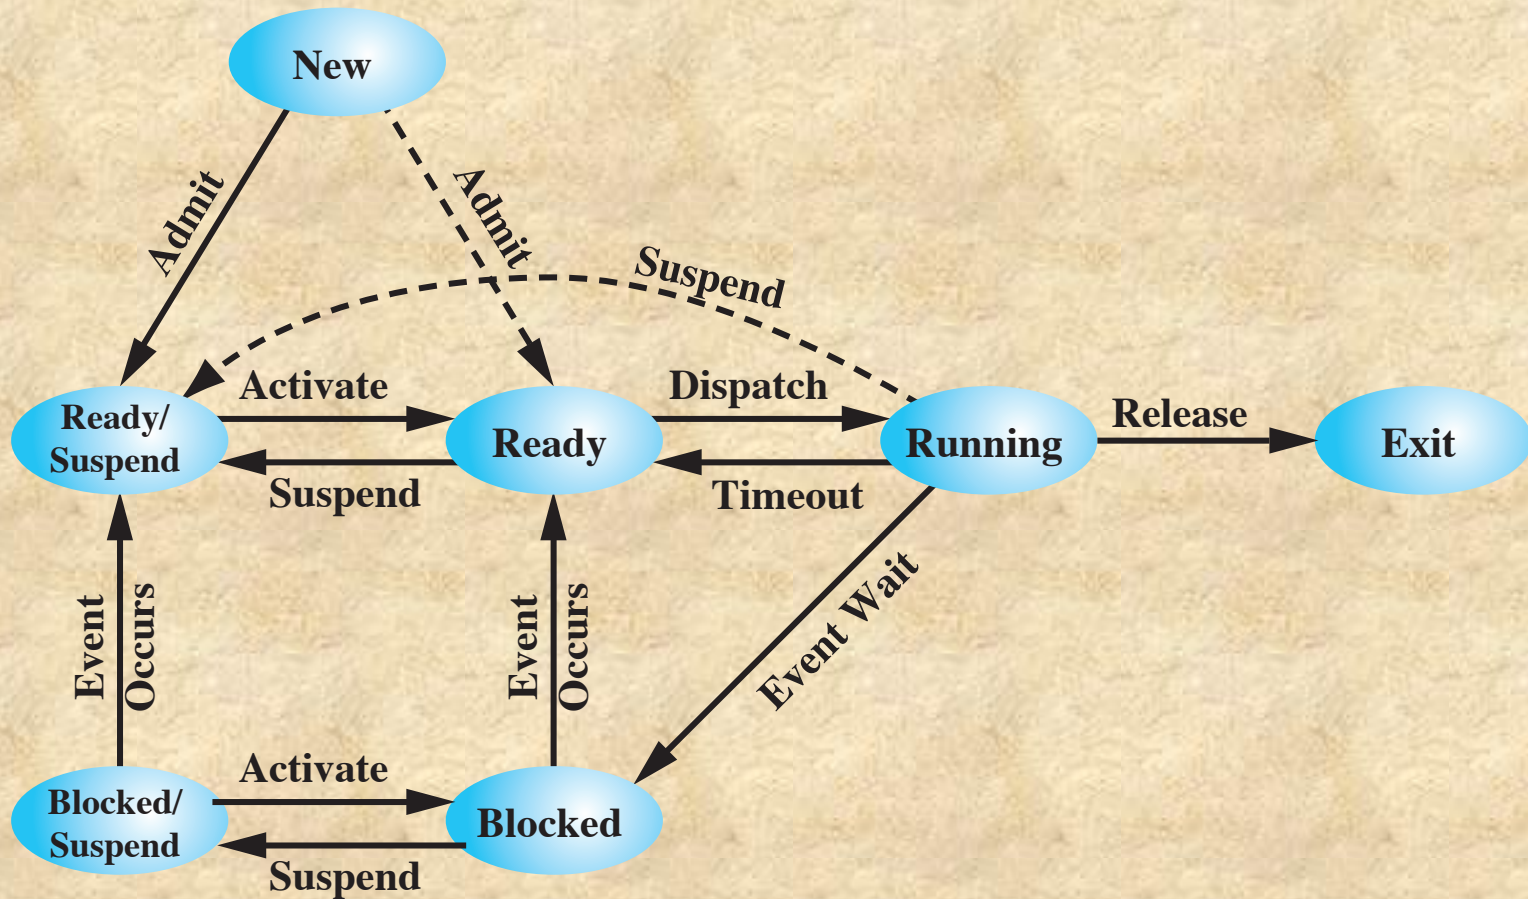 New
Admit
Admit
Suspend
Activate
Dispatch
Release
Ready/
Suspend
Ready
Running
Exit
Suspend
Timeout
Event
Occurs
Event
Occurs
Event Wait
Activate
Blocked/
Suspend
Blocked
Suspend